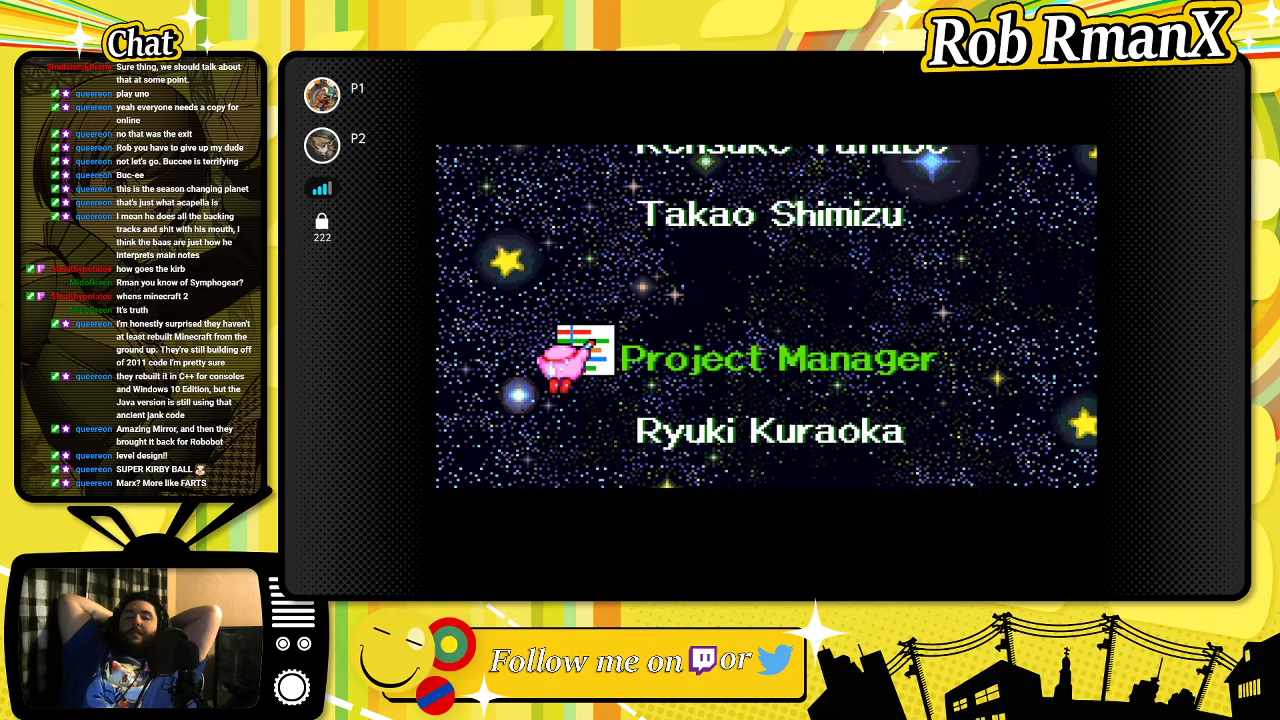 Chat
Rob RmanX
ShellshockPrime Sure thing, we should talk about
that at some point.
queereon play uno
queereon yeah everyone needs a copy for
online
queereon no that was the exit
queereon Rob you have to give up my dude
queereon not let's go. Buccee is terrifying
queereon Buc-ee
queereon this is the season changing planet
queereon that's just what acapella is
queereon I mean he does all the backing
tracks and shit with his mouth, I
think the baas are just how he
interprets main notes
Stealthypotatoe how goes the kirb
MidoGreen Rman you know of Symphogear?
Stealthypotatoe whens minecraft 2
MidoGreen It's truth
queereon I'm honestly surprised they haven't
at least rebuilt Minecraft from the
ground up. They're still building off
of 2011 code I'm pretty sure
queereon they rebuilt it in C++ for consoles
and Windows 10 Edition, but the
Java version is still using that
ancient jank code
queereon Amazing Mirror, and then they
brought it back for Robobot
queereon level design!!
queereon SUPER KIRBY BALL
queereon Marx? More like FARTS
P1
P2
222
Kensuke Tanabe
Takao Shimizu
Project Manager
Ryuki Kuraoka
Follow me on or